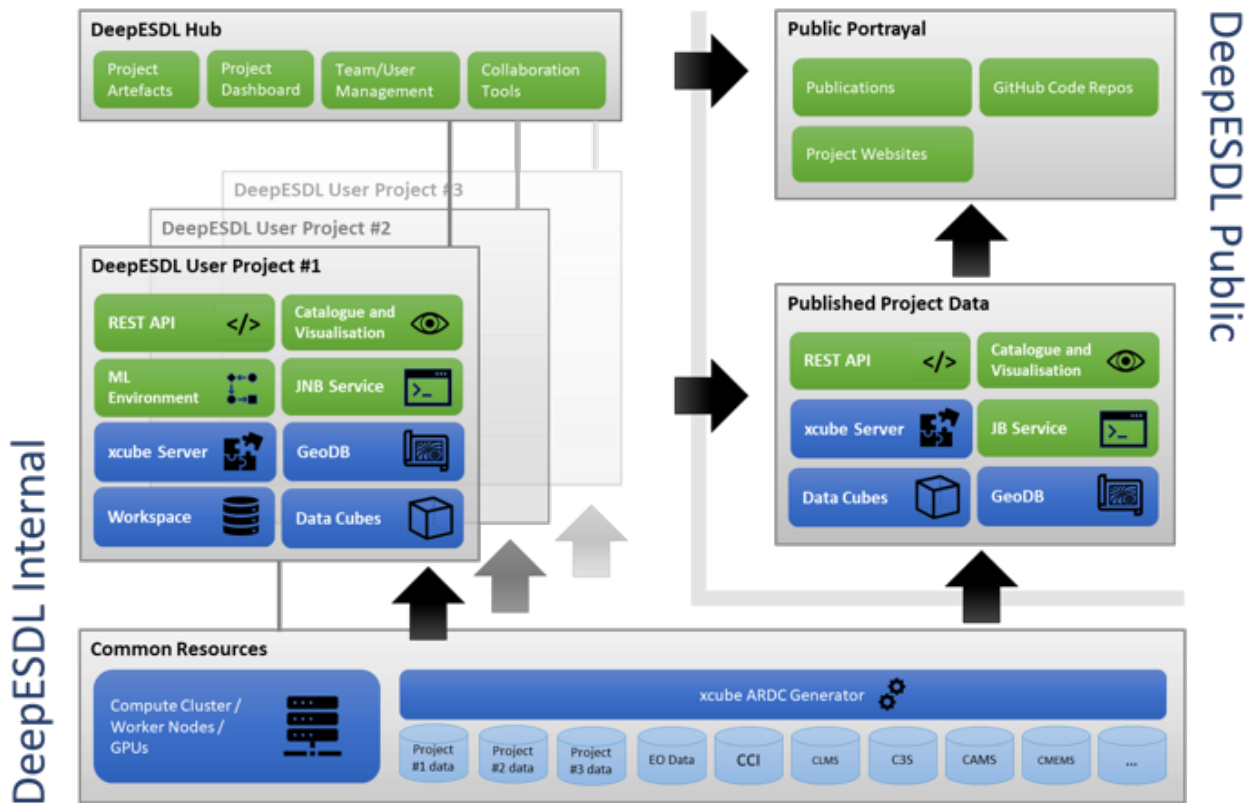 DeepESDL Hub
Project
Artefacts
Project
Dashboard
Team/User
Management
Collaboration
Tools
DeepESDL User Project #3
DeepESDL User Project #2
DeepESDL User Project #1
REST API
</>
Catalogue and
Visualisation
ML
Environment
JNB Service
>_
xcube Server
GeoDB
Workspace
Data Cubes
Public Portrayal
Publications
GitHub Code Repos
Project Websites
Published Project Data
REST API
</>
Catalogue and
Visualisation
xcube Server
JB Service
>_
Data Cubes
GeoDB
Common Resources
Compute Cluster /
Worker Nodes /
GPUs
xcube ARDC Generator
Project
#1 data
Project
#2 data
Project
#3 data
EO Data
CCI
CLMS
C3S
CAMS
CMEMS
...
DeepESDL Internal
DeepESDL Public